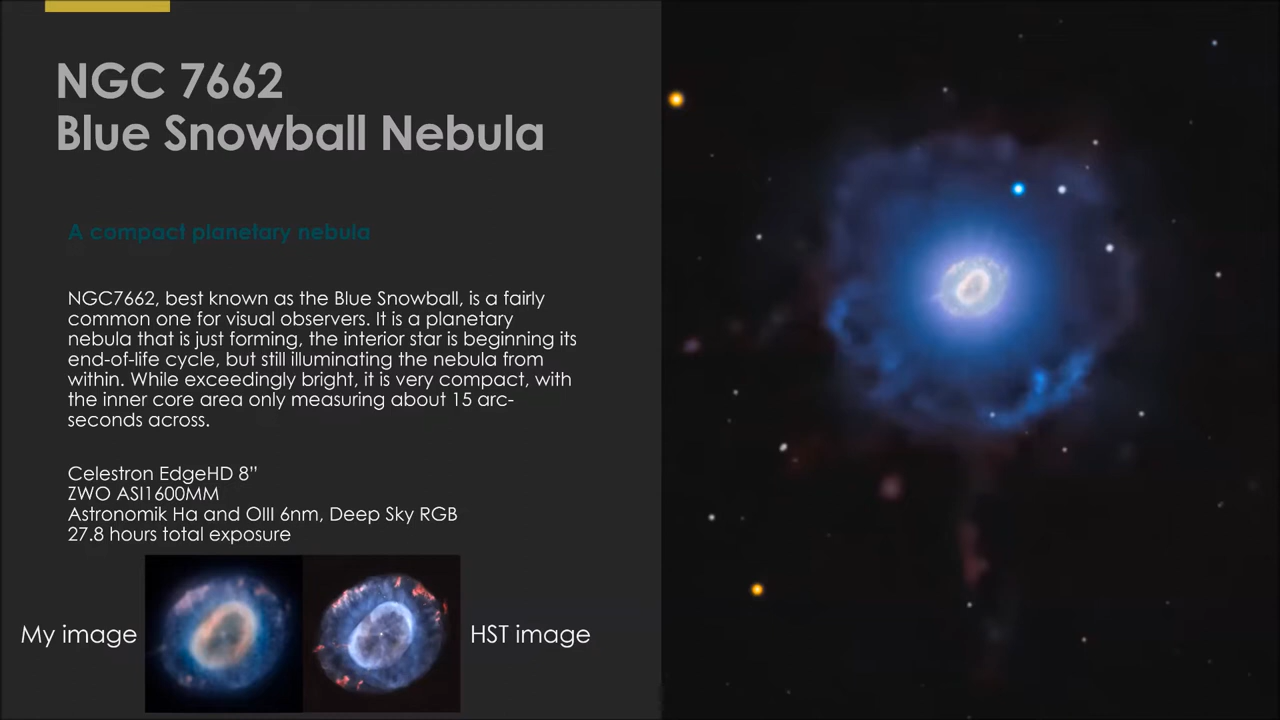 NGC 7662
Blue Snowball Nebula
A compact planetary nebula
NGC7662, best known as the Blue Snowball, is a fairly
common one for visual observers. It is a planetary
nebula that is just forming, the interior star is beginning its
end-of-life cycle, but still illuminating the nebula from
within. While exceedingly bright, it is very compact, with
the inner core area only measuring about 15 arc-
seconds across.
Celestron EdgeHD 8”
ZWO ASI1600MM
Astronomik Ha and OIII 6nm, Deep Sky RGB
27.8 hours total exposure
My image
HST image